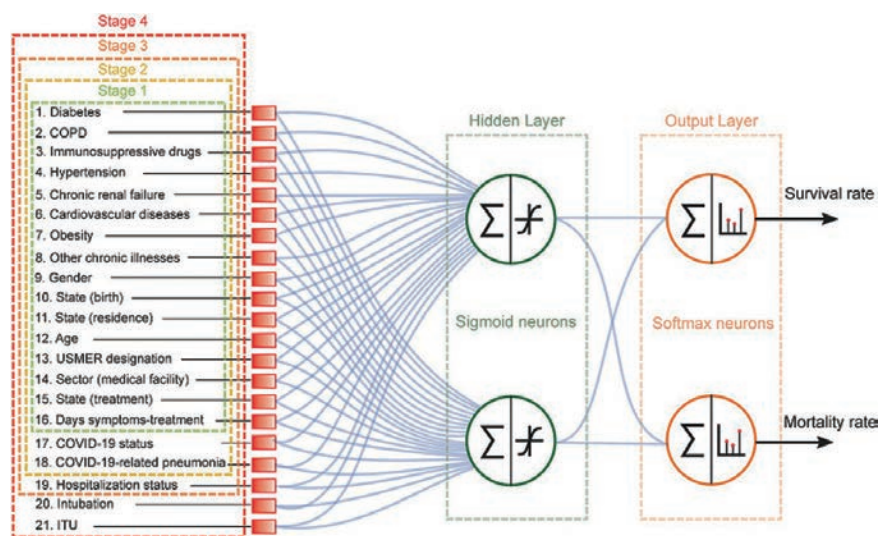 Stage 4
Stage 3
Stage 2
Stage 1
1. Diabetes
2. COPD
3. Immunosuppressive drugs
4. Hypertension
5. Chronic renal failure
6. Cardiovascular diseases
7. Obesity
8. Other chronic illnesses
9. Gender
10. State (birth)
11. State (residence)
12. Age
13. USMER designation
14. Sector (medical facility)
15. State (treatment)
16. Days symptoms-treatment
17. COVID-19 status
18. COVID-19-related pneumonia
19. Hospitalization status
20. Intubation
21. ITU
Hidden Layer
Σ
Sigmoid neurons
Σ
Output Layer
Σ
Softmax neurons
Σ
Survival rate
Mortality rate